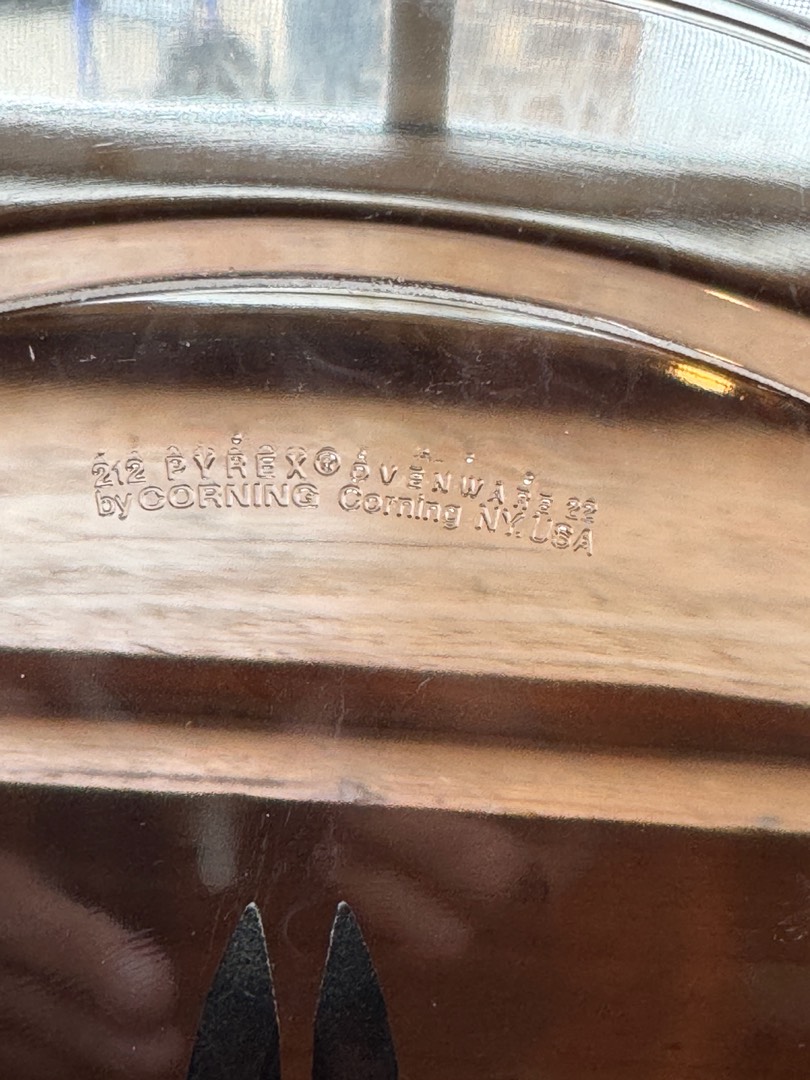 212 PYREX® OVENWARE 22
by CORNING Corning NY. USA